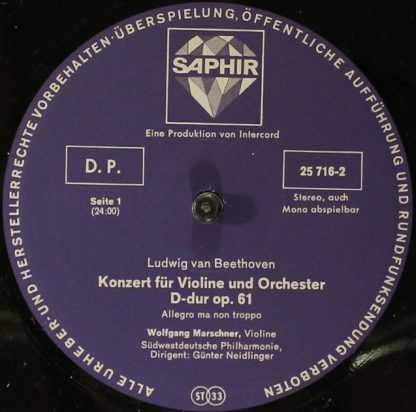 ALLE URHEBER- UND HERSTELLERRECHTE VORBEHALTEN·ÜBERSPIELUNG, ÖFFENTLICHE AUFFÜHRUNG UND RUNDFUNKSENDUNG VERBOTEN
SAPHIR
Eine Produktion von Intercord
D. P.
25 716-2
Seite 1
(24:00)
Stereo, auch
Mono abspielbar
Ludwig van Beethoven
Konzert für Violine und Orchester
D-dur op. 61
Allegro ma non troppo
Wolfgang Marschner, Violine
Südwestdeutsche Philharmonie,
Dirigent: Günter Neidlinger
ST 33